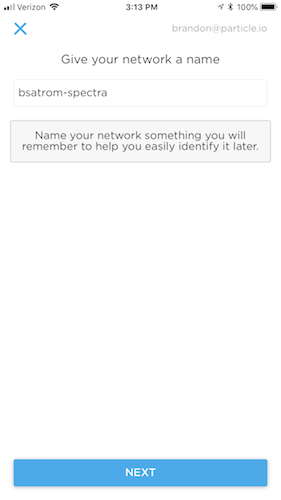 Verizon 3:13 PM 100%
brandon@particle.io
Give your network a name
bsatrom-spectra
Name your network something you will
remember to help you easily identify it later.
NEXT